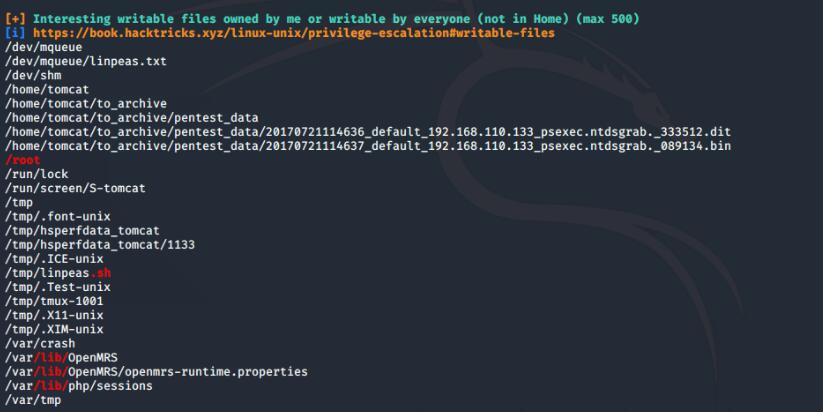 [+] Interesting writable files owned by me or writable by everyone (not in Home) (max 500)
[i] https://book.hacktricks.xyz/linux-unix/privilege-escalation#writable-files
/dev/mqueue
/dev/mqueue/linpeas.txt
/dev/shm
/home/tomcat
/home/tomcat/to_archive
/home/tomcat/to_archive/pentest_data
/home/tomcat/to_archive/pentest_data/20170721114636_default_192.168.110.133_psexec.ntdsgrab._333512.dit
/home/tomcat/to_archive/pentest_data/20170721114637_default_192.168.110.133_psexec.ntdsgrab._089134.bin
/root
/run/lock
/run/screen/S-tomcat
/tmp
/tmp/.font-unix
/tmp/hsperfdata_tomcat
/tmp/hsperfdata_tomcat/1133
/tmp/.ICE-unix
/tmp/linpeas.sh
/tmp/.Test-unix
/tmp/tmux-1001
/tmp/.X11-unix
/tmp/.XIM-unix
/var/crash
/var/lib/OpenMRS
/var/lib/OpenMRS/openmrs-runtime.properties
/var/lib/php/sessions
/var/tmp